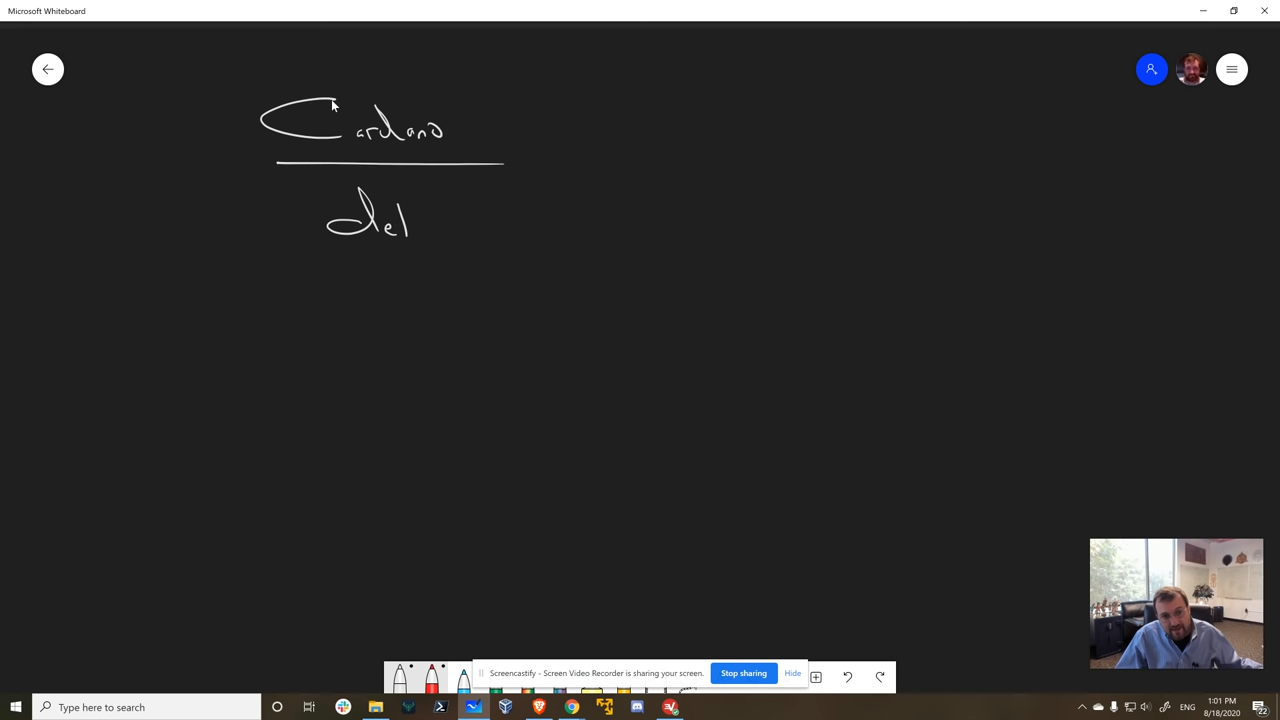 Microsoft Whiteboard
Cardano
del
Screencastify - Screen Video Recorder is sharing your screen.
Stop sharing
Hide
Type here to search
ENG
1:01 PM
8/18/2020
22